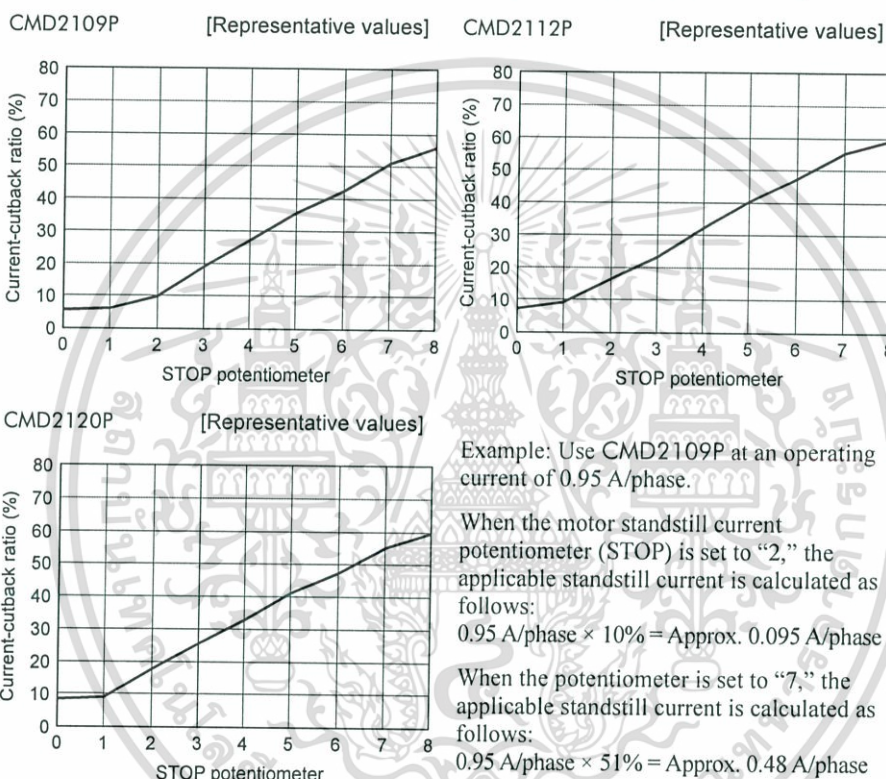 CMD2109P [Representative values]
80
70
60
50
40
30
20
10
0
Current-cutback ratio (%)
0 1 2 3 4 5 6 7 8
STOP potentiometer
CMD2112P [Representative values]
80
70
60
50
40
30
20
10
0
Current-cutback ratio (%)
0 1 2 3 4 5 6 7 8
STOP potentiometer
CMD2120P [Representative values]
80
70
60
50
40
30
20
10
0
Current-cutback ratio (%)
0 1 2 3 4 5 6 7 8
STOP potentiometer
Example: Use CMD2109P at an operating
current of 0.95 A/phase.
When the motor standstill current
potentiometer (STOP) is set to “2,” the
applicable standstill current is calculated as
follows:
0.95 A/phase × 10% = Approx. 0.095 A/phase
When the potentiometer is set to “7,” the
applicable standstill current is calculated as
follows:
0.95 A/phase × 51% = Approx. 0.48 A/phase